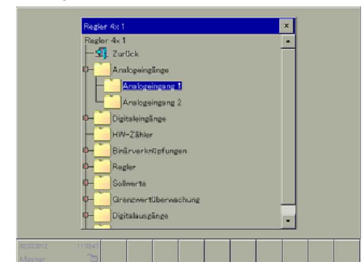 Regler 4x 1
Regler 4x 1
Zurück
Analogeingänge
Analogeingang 1
Analogeingang 2
Digitaleingänge
HW-Zähler
Binärverknüpfungen
Regler
Sollwerte
Grenzwertüberwachung
Digitalausgänge
Master